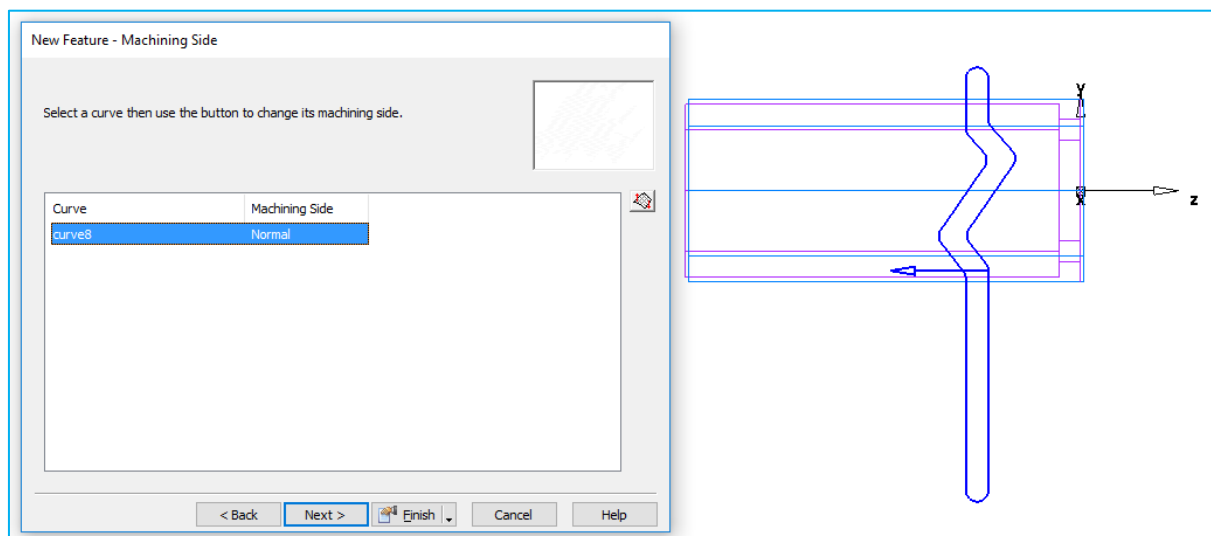 New Feature - Machining Side
Select a curve then use the button to change its machining side.
Curve Machining Side
curve8 Normal
< Back Next > Finish Cancel Help
Y
X
z